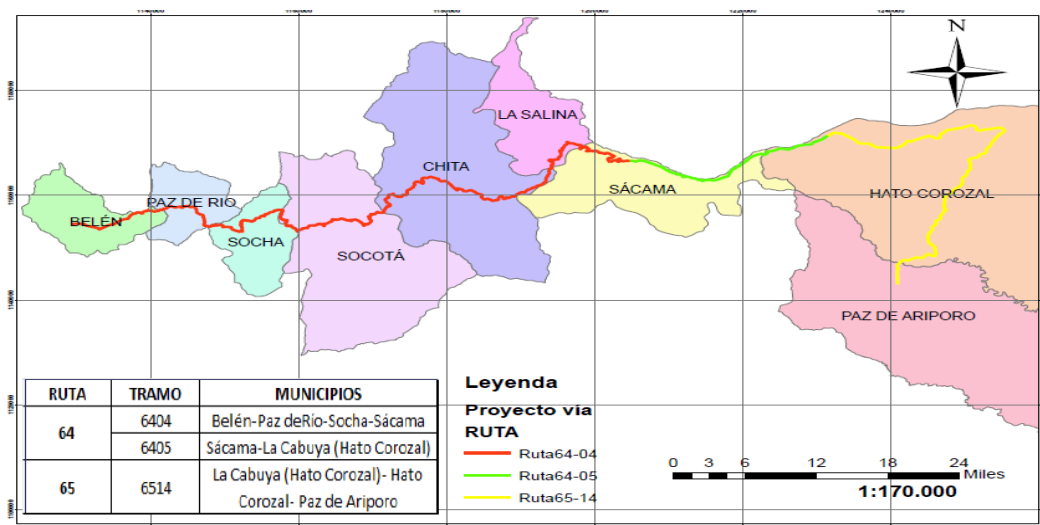 N
LA SALINA
CHITA
SÁCAMA
PAZ DE RIO
HATO COROZAL
BELÉN
SOCHA
SOCOTÁ
PAZ DE ARIPORO
RUTA TRAMO MUNICIPIOS
64 6404 Belén-Paz deRío-Socha-Sácama
6405 Sácama-La Cabuya (Hato Corozal)
65 6514 La Cabuya (Hato Corozal)- Hato
Corozal- Paz de Ariporo
Leyenda
Proyecto vía
RUTA
Ruta64-04
Ruta64-05
Ruta65-14
0 3 6 12 18 24 Miles
1:170.000